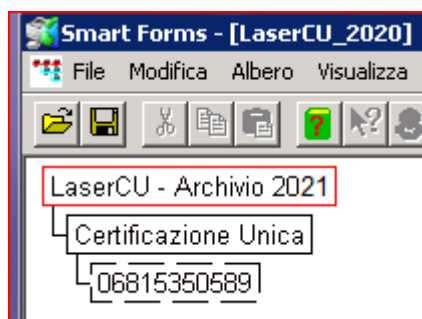 Smart Forms - [LaserCU_2020]
File Modifica Albero Visualizza
LaserCU - Archivio 2021
Certificazione Unica
06815350589